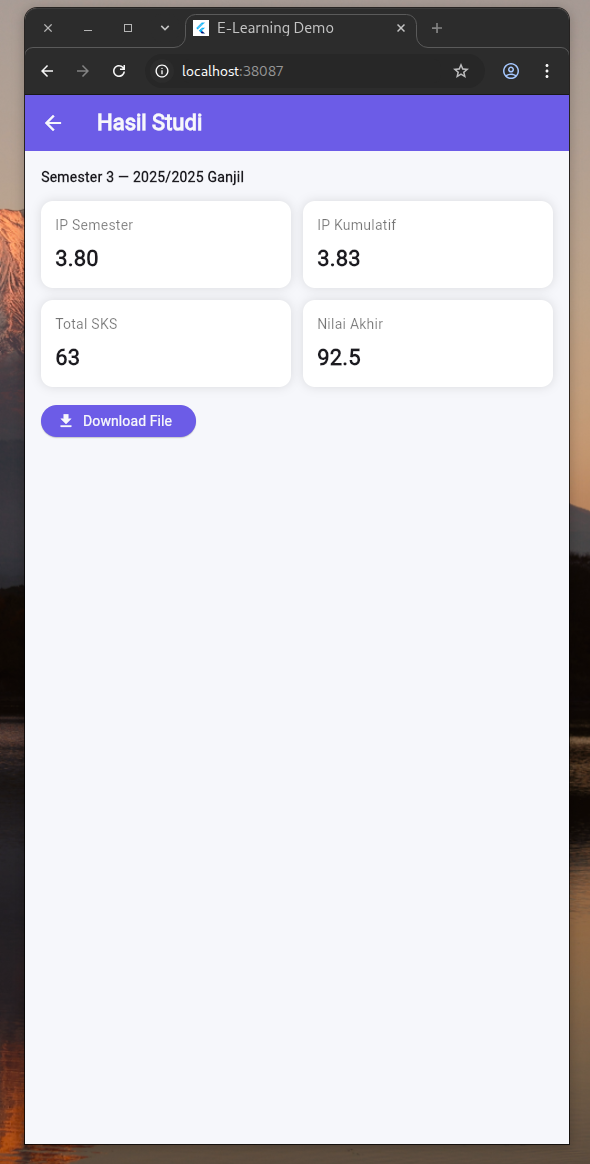 E-Learning Demo
localhost:38087
Hasil Studi
Semester 3 — 2025/2025 Ganjil
IP Semester
3.80
IP Kumulatif
3.83
Total SKS
63
Nilai Akhir
92.5
Download File